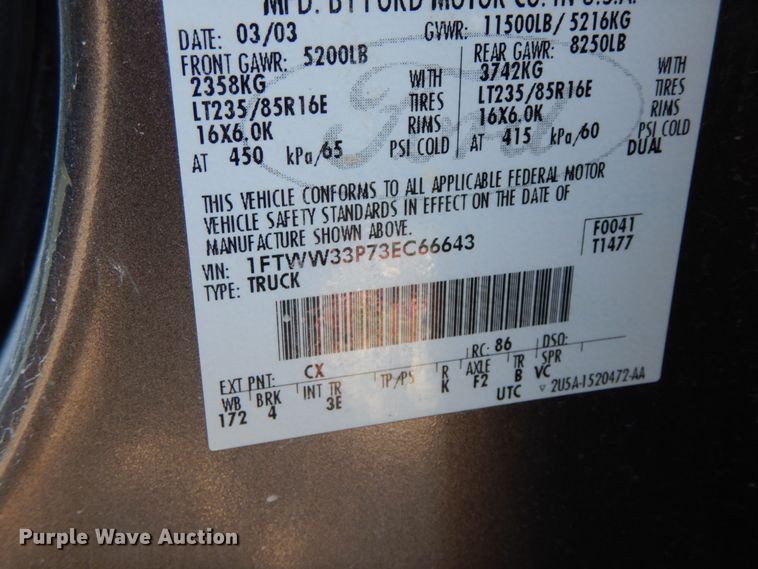 MFD. BY FORD MOTOR CO. IN U.S.A.
DATE: 03/03 GVWR: 11500LB/ 5216KG
FRONT GAWR: 5200LB REAR GAWR: 8250LB
2358KG WITH 3742KG WITH
LT235/85R16E TIRES LT235/85R16E TIRES
16X6.0K RIMS 16X6.0K RIMS
AT 450 kPa/65 PSI COLD AT 415 kPa/60 PSI COLD
DUAL
Ford
THIS VEHICLE CONFORMS TO ALL APPLICABLE FEDERAL MOTOR
VEHICLE SAFETY STANDARDS IN EFFECT ON THE DATE OF
MANUFACTURE SHOWN ABOVE.
VIN: 1FTWW33P73EC66643 F0041
TYPE: TRUCK T1477
RC: 86 DSO:
EXT PNT: CX
WB BRK INT TR TP/PS R AXLE TR SPR
172 4 3E K F2 B VC
UTC 2U5A-1520472-AA
Purple Wave Auction